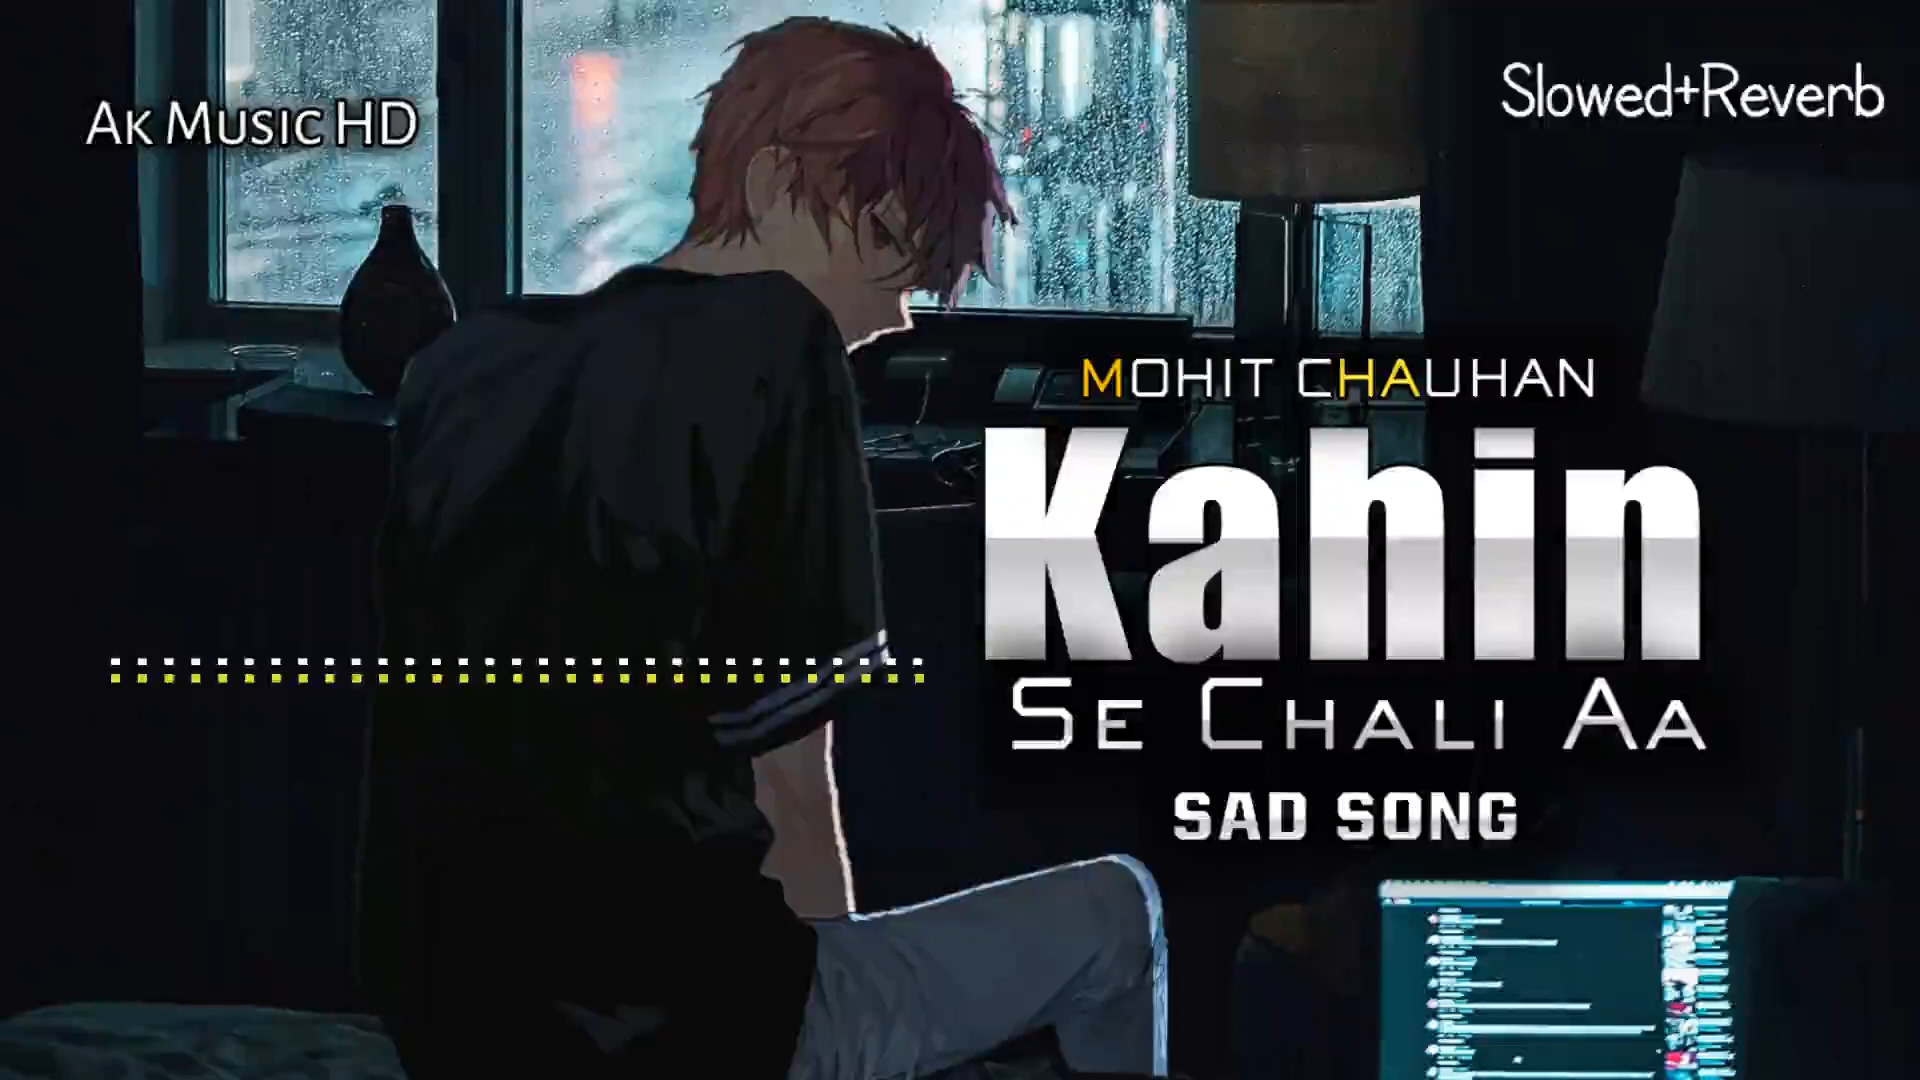 Ak Music HD
Slowed+Reverb
MOHIT CHAUHAN
Kahin
Se Chali Aa
SAD SONG